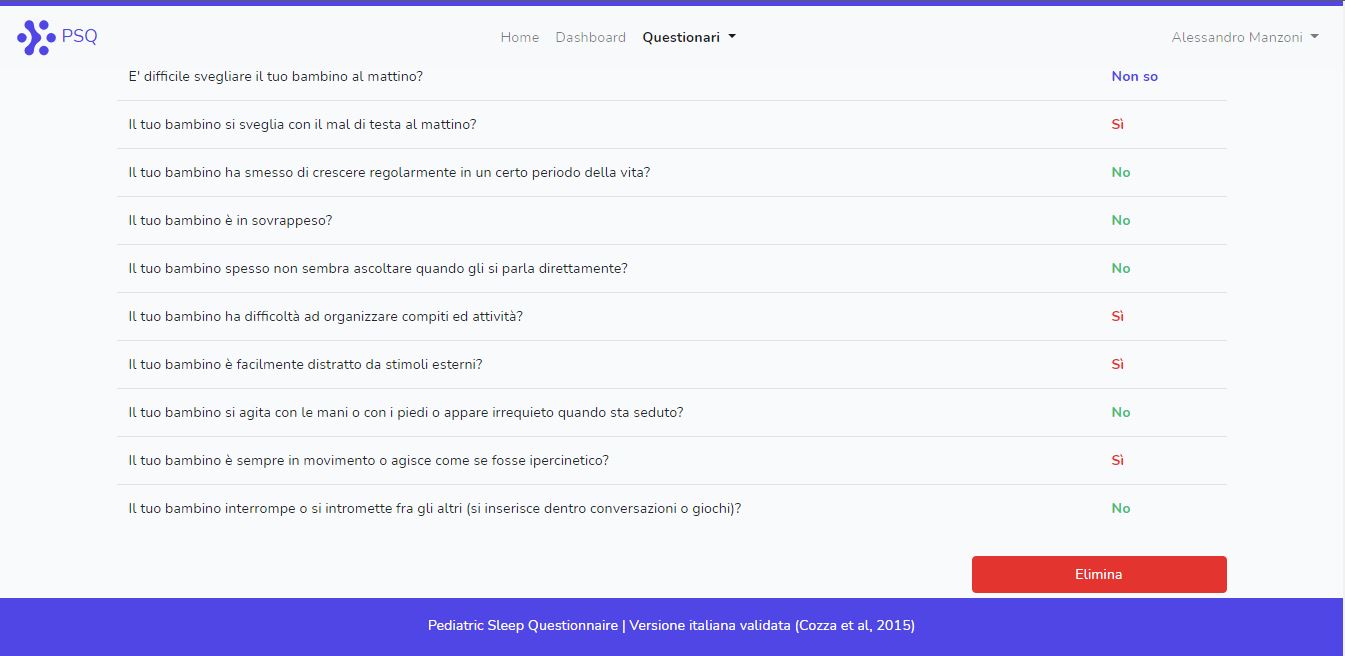 PSQ Home Dashboard Questionari Alessandro Manzoni
E' difficile svegliare il tuo bambino al mattino? Non so
Il tuo bambino si sveglia con il mal di testa al mattino? Sì
Il tuo bambino ha smesso di crescere regolarmente in un certo periodo della vita? No
Il tuo bambino è in sovrappeso? No
Il tuo bambino spesso non sembra ascoltare quando gli si parla direttamente? No
Il tuo bambino ha difficoltà ad organizzare compiti ed attività? Sì
Il tuo bambino è facilmente distratto da stimoli esterni? Sì
Il tuo bambino si agita con le mani o con i piedi o appare irrequieto quando sta seduto? No
Il tuo bambino è sempre in movimento o agisce come se fosse ipercinetico? Sì
Il tuo bambino interrompe o si intromette fra gli altri (si inserisce dentro conversazioni o giochi)? No
Elimina
Pediatric Sleep Questionnaire | Versione italiana validata (Cozza et al, 2015)